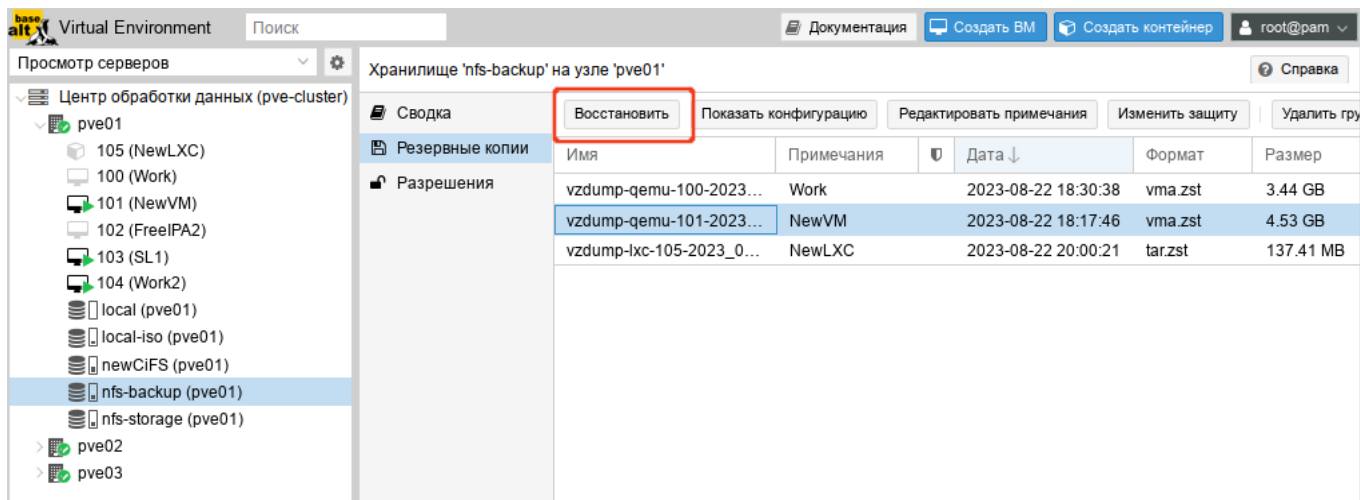 base alt Virtual Environment Поиск Документация Создать ВМ Создать контейнер root@pam
Просмотр серверов
Хранилище 'nfs-backup' на узле 'pve01' Справка
Центр обработки данных (pve-cluster)
pve01
105 (NewLXC)
100 (Work)
101 (NewVM)
102 (FreeIPA2)
103 (SL1)
104 (Work2)
local (pve01)
local-iso (pve01)
newCiFS (pve01)
nfs-backup (pve01)
nfs-storage (pve01)
pve02
pve03
Сводка
Резервные копии
Разрешения
Восстановить Показать конфигурацию Редактировать примечания Изменить защиту Удалить гру
Имя Примечания Дата Формат Размер
vzdump-qemu-100-2023... Work 2023-08-22 18:30:38 vma.zst 3.44 GB
vzdump-qemu-101-2023... NewVM 2023-08-22 18:17:46 vma.zst 4.53 GB
vzdump-lxc-105-2023_0... NewLXC 2023-08-22 20:00:21 tar.zst 137.41 MB